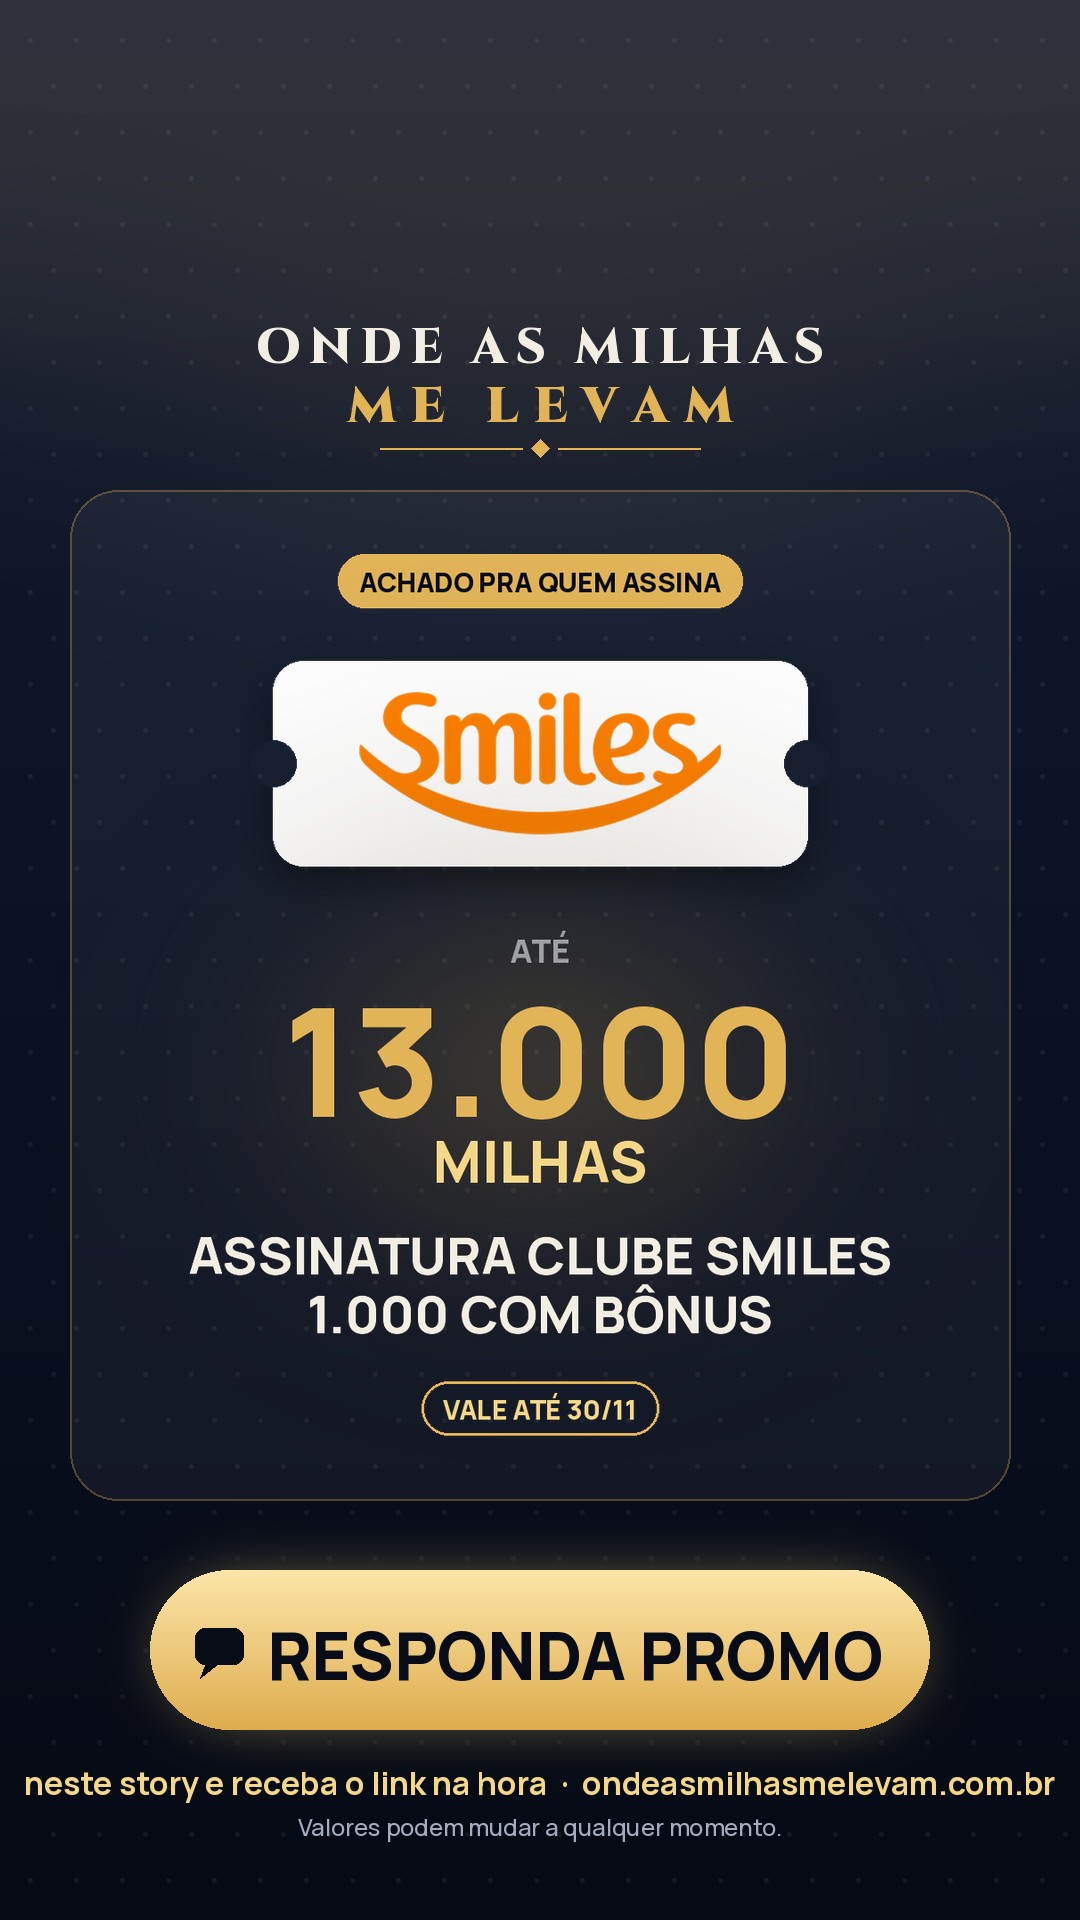 ONDE AS MILHAS
ME LEVAM
ACHADO PRA QUEM ASSINA
Smiles
ATÉ
13.000
MILHAS
ASSINATURA CLUBE SMILES
1.000 COM BÔNUS
VALE ATÉ 30/11
RESPONDA PROMO
neste story e receba o link na hora · ondeasmilhasmelevam.com.br
Valores podem mudar a qualquer momento.